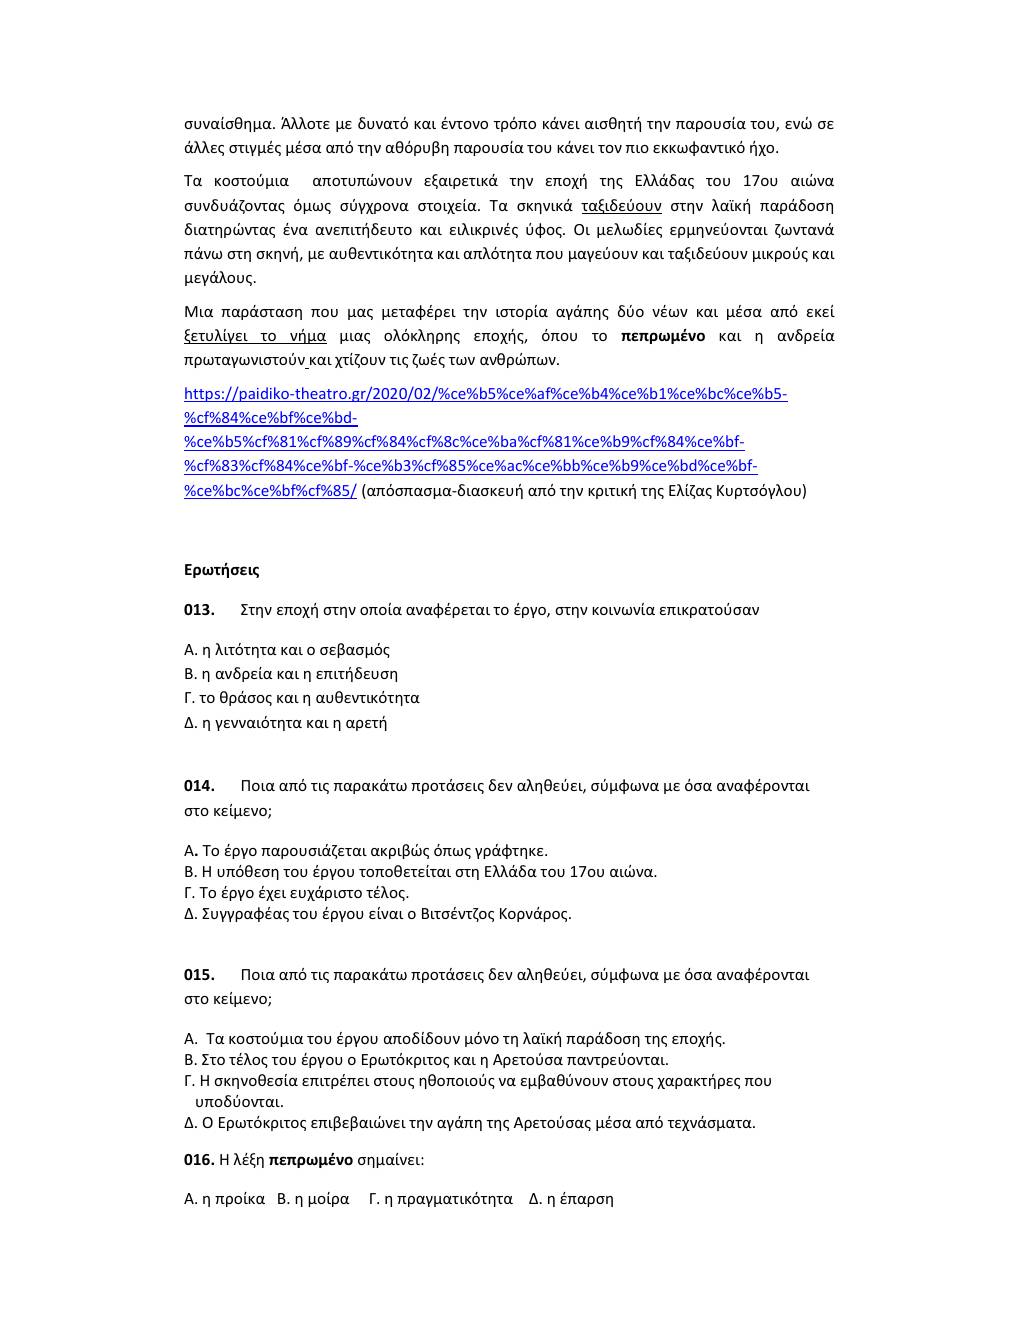 συναίσθημα. Άλλοτε με δυνατό και έντονο τρόπο κάνει αισθητή την παρουσία του, ενώ σε
άλλες στιγμές μέσα από την αθόρυβη παρουσία του κάνει τον πιο εκκωφαντικό ήχο.
Τα κοστούμια αποτυπώνουν εξαιρετικά την εποχή της Ελλάδας του 17ου αιώνα
συνδυάζοντας όμως σύγχρονα στοιχεία. Τα σκηνικά ταξιδεύουν στην λαϊκή παράδοση
διατηρώντας ένα ανεπιτήδευτο και ειλικρινές ύφος. Οι μελωδίες ερμηνεύονται ζωντανά
πάνω στη σκηνή, με αυθεντικότητα και απλότητα που μαγεύουν και ταξιδεύουν μικρούς και
μεγάλους.
Μια παράσταση που μας μεταφέρει την ιστορία αγάπης δύο νέων και μέσα από εκεί
ξετυλίγει το νήμα μιας ολόκληρης εποχής, όπου το πεπρωμένο και η ανδρεία
πρωταγωνιστούν και χτίζουν τις ζωές των ανθρώπων.
https://paidiko-theatro.gr/2020/02/%ce%b5%ce%af%ce%b4%ce%b1%ce%bc%ce%b5-
%cf%84%ce%bf%ce%bd-
%ce%b5%cf%81%cf%89%cf%84%cf%8c%ce%ba%cf%81%ce%b9%cf%84%ce%bf-
%cf%83%cf%84%ce%bf-%ce%b3%cf%85%ce%ac%ce%bb%ce%b9%ce%bd%ce%bf-
%ce%bc%ce%bf%cf%85/ (απόσπασμα-διασκευή από την κριτική της Ελίζας Κυρτσόγλου)
Ερωτήσεις
013. Στην εποχή στην οποία αναφέρεται το έργο, στην κοινωνία επικρατούσαν
Α. η λιτότητα και ο σεβασμός
Β. η ανδρεία και η επιτήδευση
Γ. το θράσος και η αυθεντικότητα
Δ. η γενναιότητα και η αρετή
014. Ποια από τις παρακάτω προτάσεις δεν αληθεύει, σύμφωνα με όσα αναφέρονται
στο κείμενο;
Α. Το έργο παρουσιάζεται ακριβώς όπως γράφτηκε.
Β. Η υπόθεση του έργου τοποθετείται στη Ελλάδα του 17ου αιώνα.
Γ. Το έργο έχει ευχάριστο τέλος.
Δ. Συγγραφέας του έργου είναι ο Βιτσέντζος Κορνάρος.
015. Ποια από τις παρακάτω προτάσεις δεν αληθεύει, σύμφωνα με όσα αναφέρονται
στο κείμενο;
Α. Τα κοστούμια του έργου αποδίδουν μόνο τη λαϊκή παράδοση της εποχής.
Β. Στο τέλος του έργου ο Ερωτόκριτος και η Αρετούσα παντρεύονται.
Γ. Η σκηνοθεσία επιτρέπει στους ηθοποιούς να εμβαθύνουν στους χαρακτήρες που
υποδύονται.
Δ. Ο Ερωτόκριτος επιβεβαιώνει την αγάπη της Αρετούσας μέσα από τεχνάσματα.
016. Η λέξη πεπρωμένο σημαίνει:
Α. η προίκα Β. η μοίρα Γ. η πραγματικότητα Δ. η έπαρση